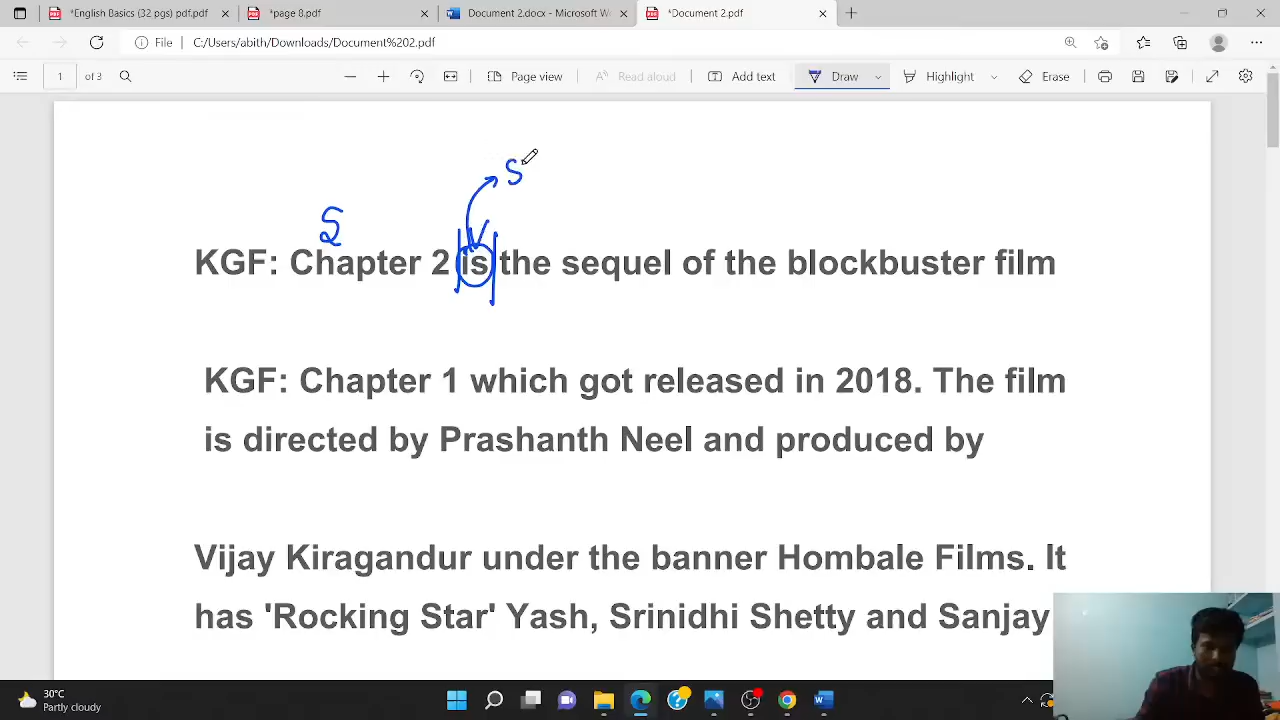 *English Basics (32 pgs) pdf.pdf
*page 8.pdf
Document 2.docx - Microsoft W
*Document 2.pdf
File C:/Users/abith/Downloads/Document%202.pdf
1 of 2
Page view
Read aloud
Add text
Draw
Highlight
Erase
S
S
V
KGF: Chapter 2 is the sequel of the blockbuster film
KGF: Chapter 1 which got released in 2018. The film
is directed by Prashanth Neel and produced by
Vijay Kiragandur under the banner Hombale Films. It
has 'Rocking Star' Yash, Srinidhi Shetty and Sanjay
30°C
Partly cloudy